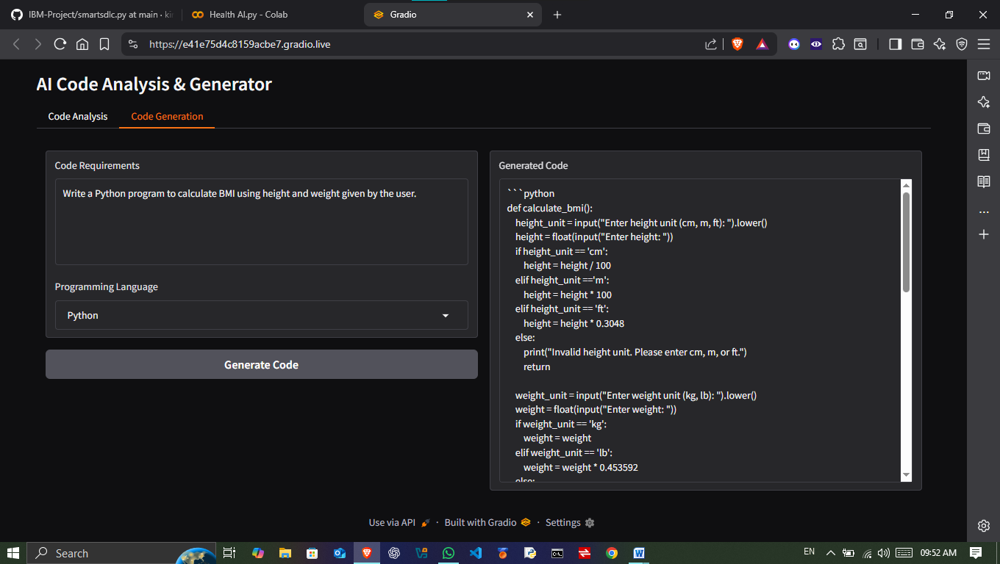 IBM-Project/smartsdlc.py at main · ki
Health AI.py - Colab
Gradio
https://e41e75d4c8159acbe7.gradio.live
AI Code Analysis & Generator
Code Analysis
Code Generation
Code Requirements
Write a Python program to calculate BMI using height and weight given by the user.
Programming Language
Python
Generate Code
Generated Code
```python
def calculate_bmi():
    height_unit = input("Enter height unit (cm, m, ft): ").lower()
    height = float(input("Enter height: "))
    if height_unit == 'cm':
        height = height / 100
    elif height_unit =='m':
        height = height * 100
    elif height_unit == 'ft':
        height = height * 0.3048
    else:
        print("Invalid height unit. Please enter cm, m, or ft.")
        return
    weight_unit = input("Enter weight unit (kg, lb): ").lower()
    weight = float(input("Enter weight: "))
    if weight_unit == 'kg':
        weight = weight
    elif weight_unit == 'lb':
        weight = weight * 0.453592
    else:
Use via API · Built with Gradio · Settings
Search
EN
09:52 AM